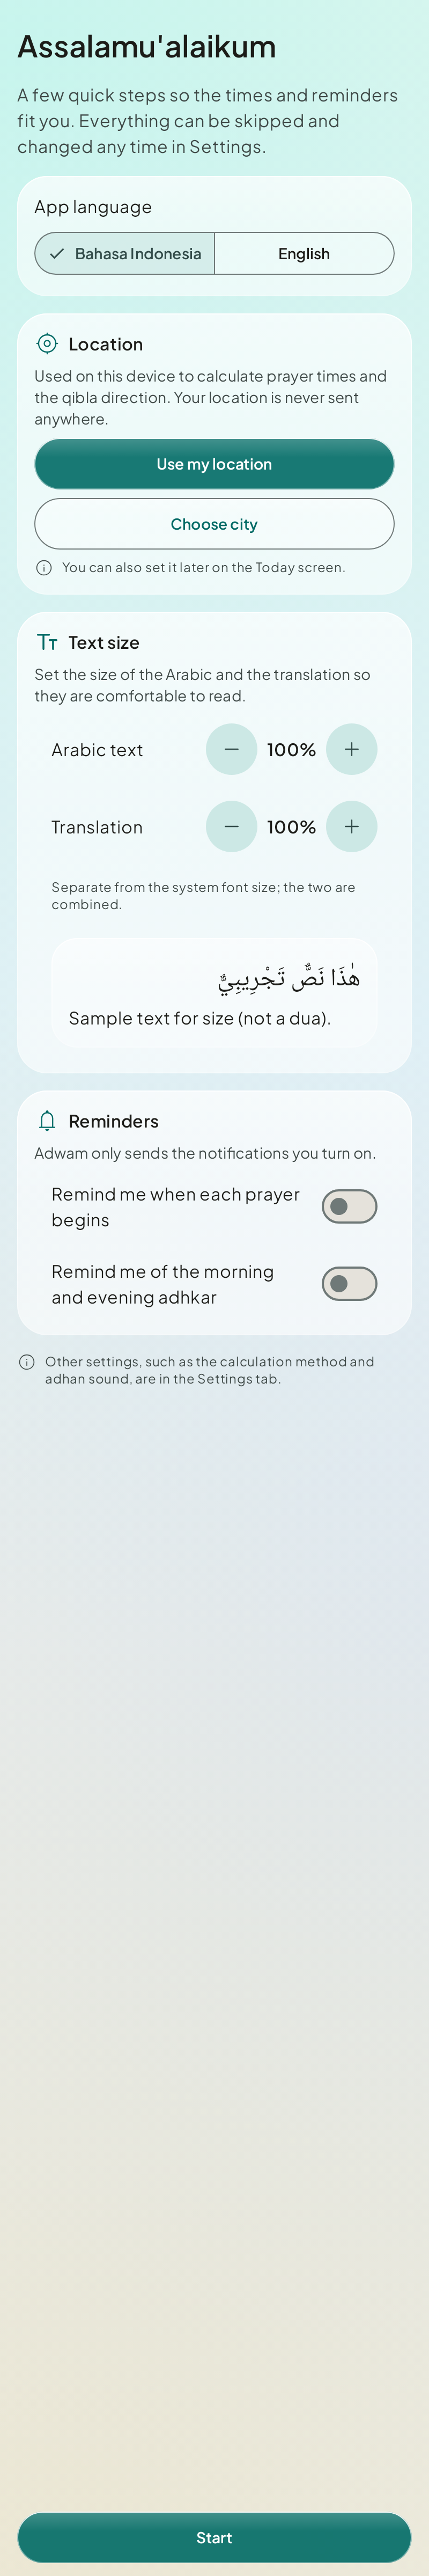 Assalamu'alaikum
A few quick steps so the times and reminders
fit you. Everything can be skipped and
changed any time in Settings.
App language
Bahasa Indonesia
English
Location
Used on this device to calculate prayer times and
the qibla direction. Your location is never sent
anywhere.
Use my location
Choose city
You can also set it later on the Today screen.
Text size
Set the size of the Arabic and the translation so
they are comfortable to read.
Arabic text
100%
Translation
100%
Separate from the system font size; the two are
combined.
هٰذَا نَصٌّ تَجْرِيبِيٌّ
Sample text for size (not a dua).
Reminders
Adwam only sends the notifications you turn on.
Remind me when each prayer
begins
Remind me of the morning
and evening adhkar
Other settings, such as the calculation method and
adhan sound, are in the Settings tab.
Start